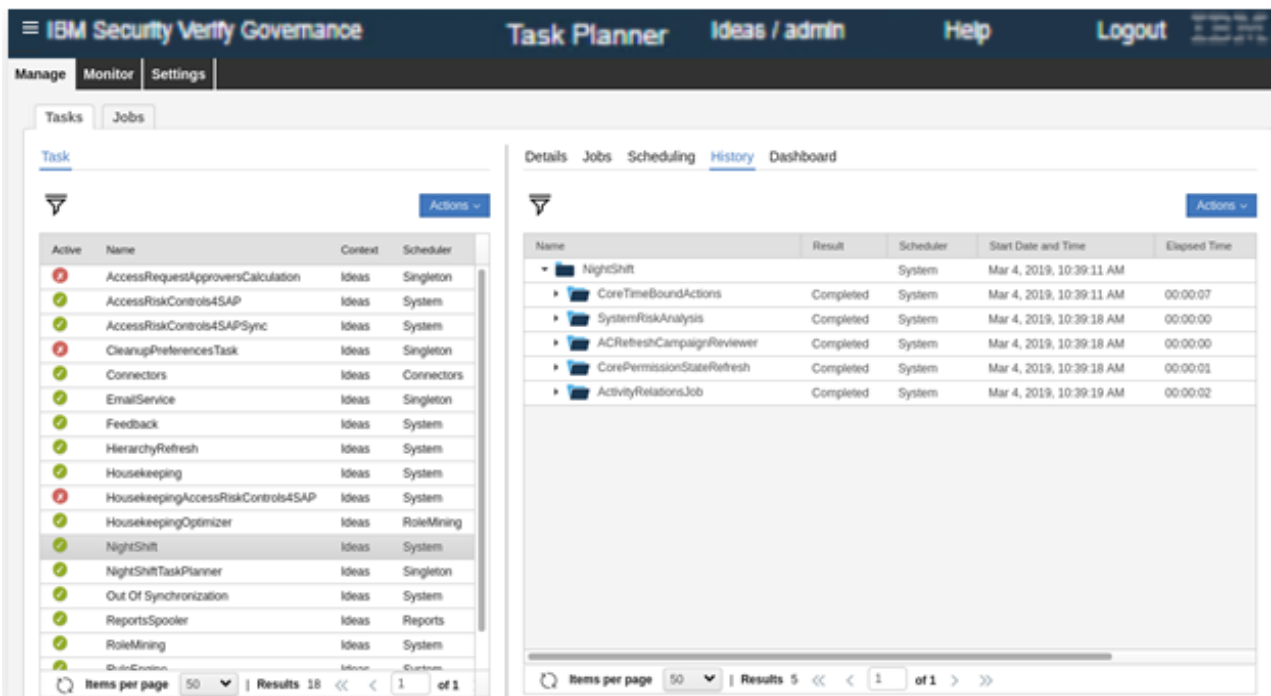 IBM Security Verify Governance Task Planner Ideas / admin Help Logout IBM
Manage Monitor Settings
Tasks Jobs
Task
Actions
Active Name Context Scheduler
AccessRequestApproversCalculation Ideas Singleton
AccessRiskControls4SAP Ideas System
AccessRiskControls4SAPSync Ideas System
CleanupPreferencesTask Ideas Singleton
Connectors Ideas Connectors
EmailService Ideas Singleton
Feedback Ideas System
HierarchyRefresh Ideas System
Housekeeping Ideas System
HousekeepingAccessRiskControls4SAP Ideas System
HousekeepingOptimizer Ideas RoleMining
NightShift Ideas System
NightShiftTaskPlanner Ideas Singleton
Out Of Synchronization Ideas System
ReportsSpooler Ideas Reports
RoleMining Ideas System
RuleEngine Ideas System
Items per page 50 | Results 18 << < 1 of 1
Details Jobs Scheduling History Dashboard
Actions
Name Result Scheduler Start Date and Time Elapsed Time
NightShift System Mar 4, 2019, 10:39:11 AM
CoreTimeBoundActions Completed System Mar 4, 2019, 10:39:11 AM 00:00:07
SystemRiskAnalysis Completed System Mar 4, 2019, 10:39:18 AM 00:00:00
ACRefreshCampaignReviewer Completed System Mar 4, 2019, 10:39:18 AM 00:00:00
CorePermissionStateRefresh Completed System Mar 4, 2019, 10:39:18 AM 00:00:01
ActivityRelationsJob Completed System Mar 4, 2019, 10:39:19 AM 00:00:02
Items per page 50 | Results 5 << < 1 of 1 > >>